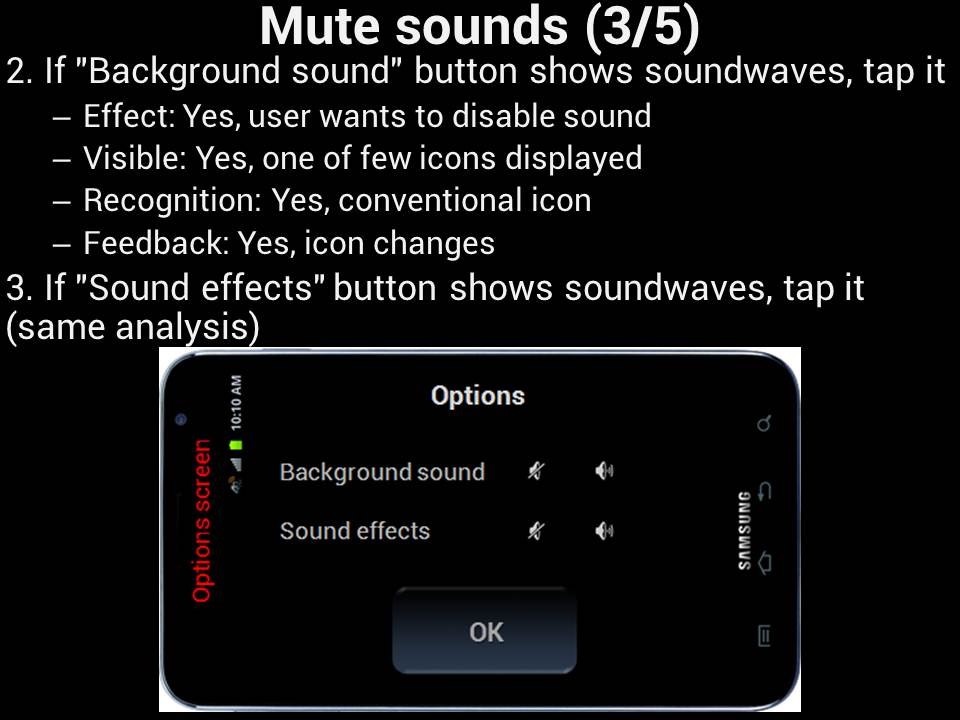 Mute sounds (3/5)
2. If "Background sound" button shows soundwaves, tap it
– Effect: Yes, user wants to disable sound
– Visible: Yes, one of few icons displayed
– Recognition: Yes, conventional icon
– Feedback: Yes, icon changes
3. If "Sound effects" button shows soundwaves, tap it
(same analysis)
Options screen
10:10 AM
Options
Background sound
Sound effects
OK
SAMSUNG